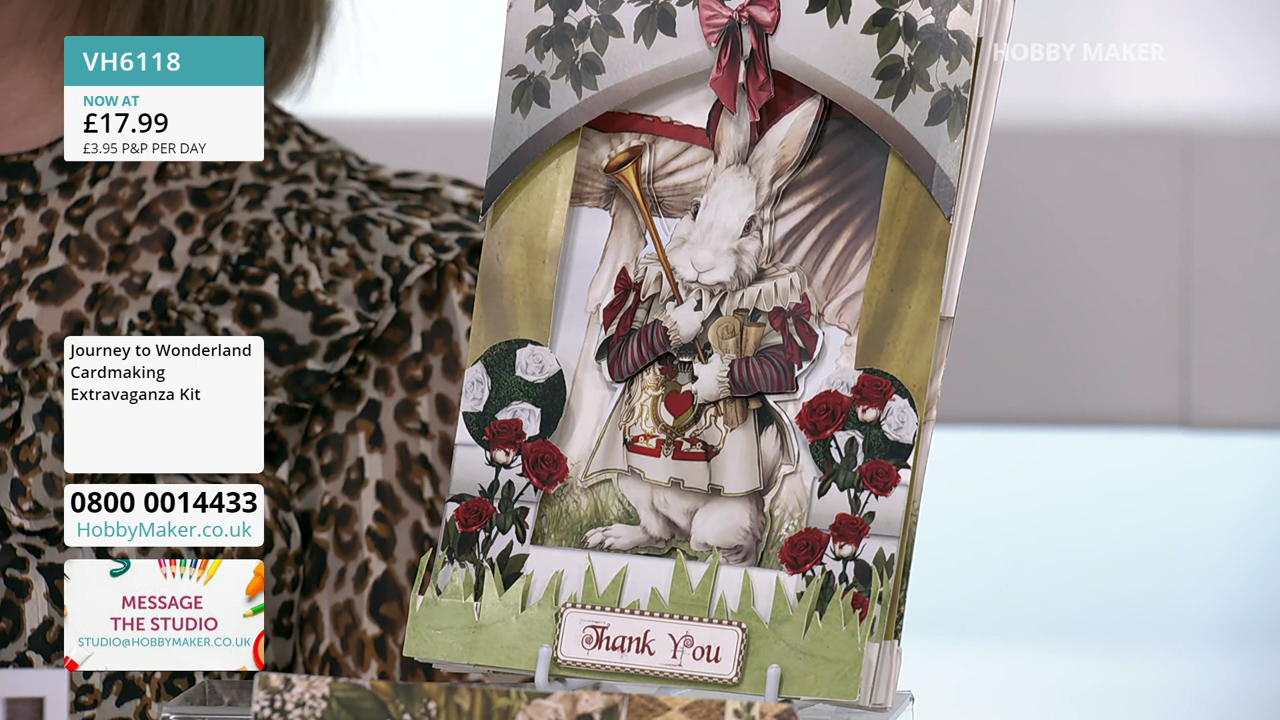 VH6118
NOW AT
£17.99
£3.95 P&P PER DAY
HOBBY MAKER
Journey to Wonderland
Cardmaking
Extravaganza Kit
0800 0014433
HobbyMaker.co.uk
MESSAGE
THE STUDIO
STUDIO@HOBBYMAKER.CO.UK
Thank You